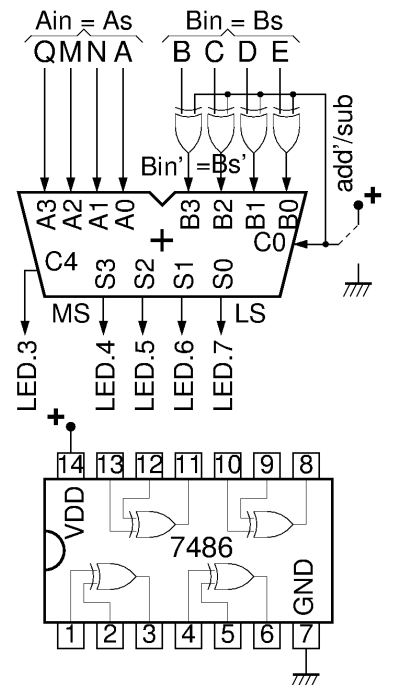 Ain = As Bin = Bs
Q M N A B C D E
add'/sub
Bin' =Bs'
+
A3 A2 A1 A0 B3 B2 B1 B0
+ C0
C4
S3 S2 S1 S0
MS LS
LED.3 LED.4 LED.5 LED.6 LED.7
+
14 13 12 11 10 9 8
VDD
7486
GND
1 2 3 4 5 6 7